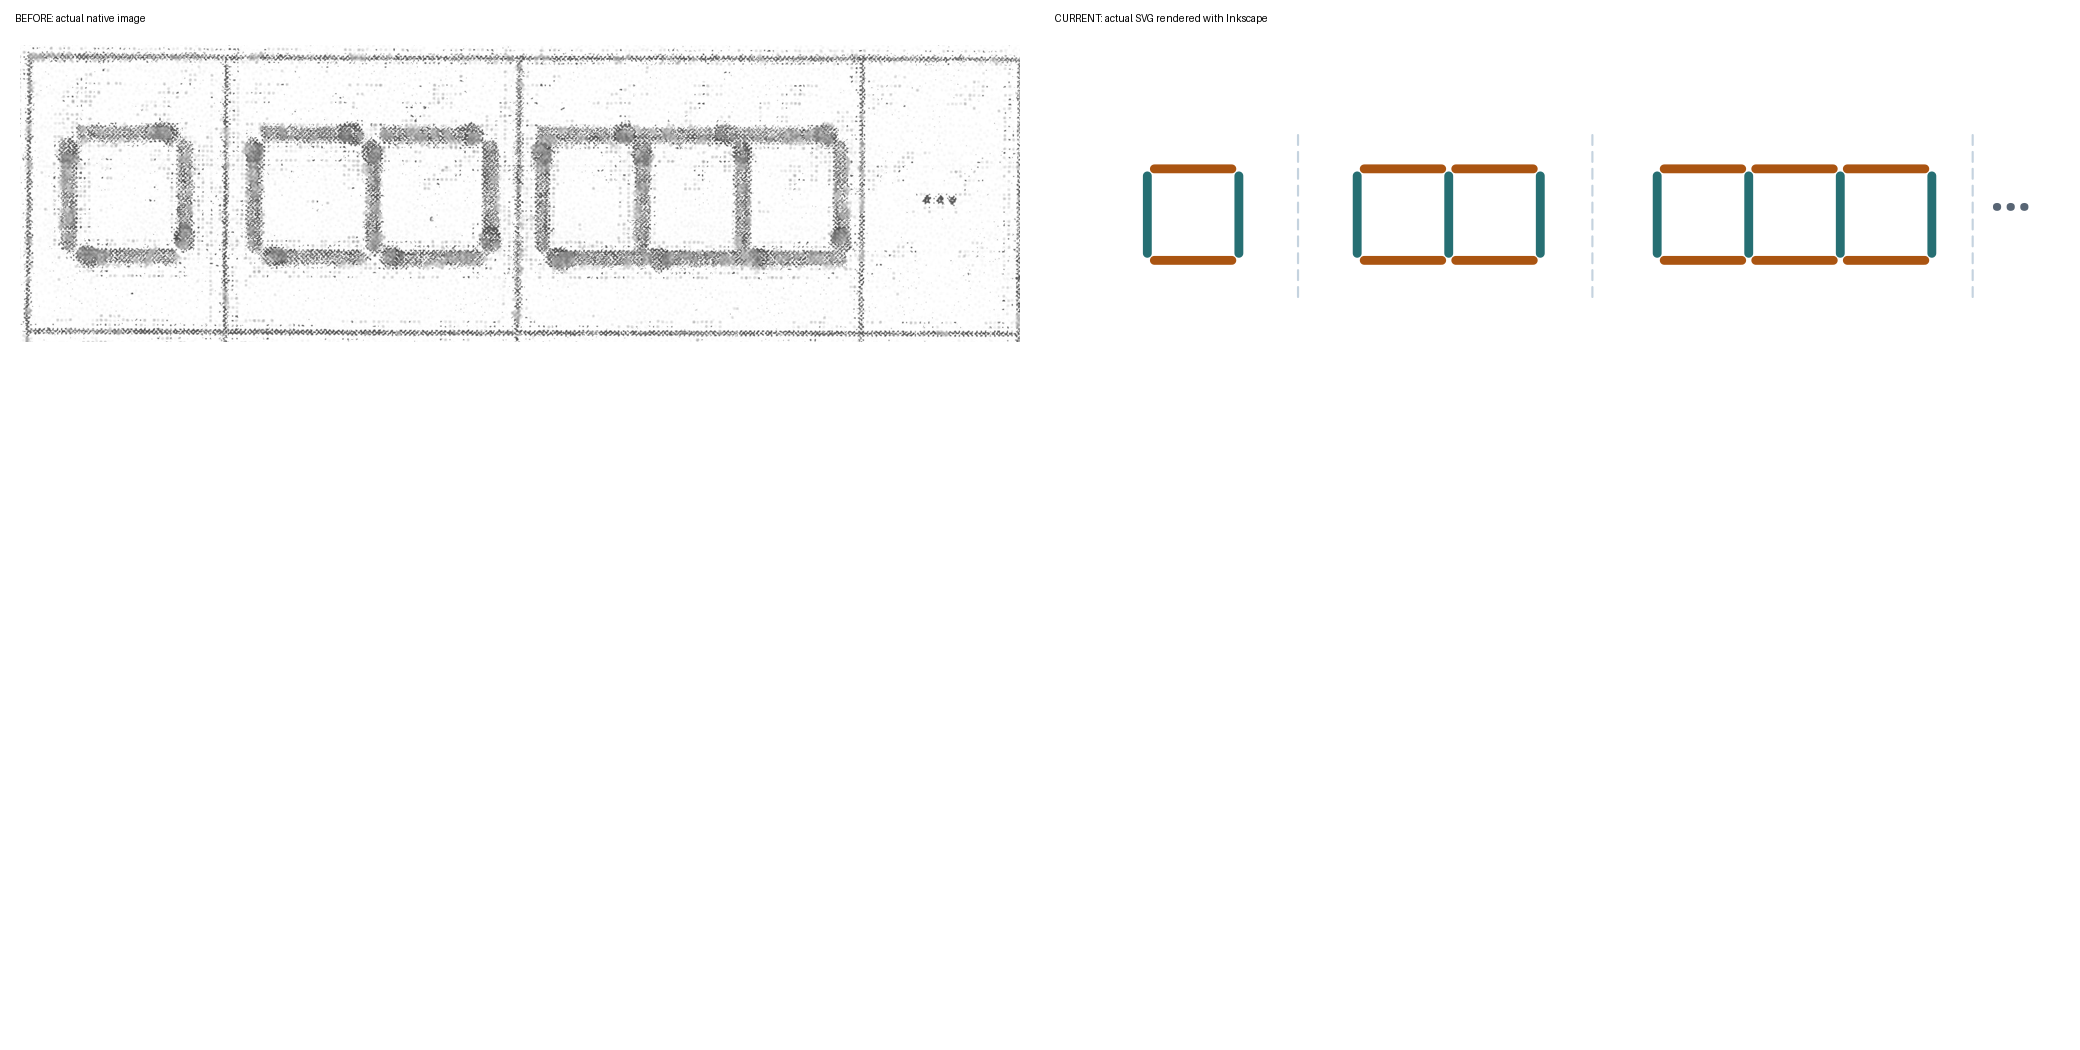 BEFORE: actual native image
CURRENT: actual SVG rendered with Inkscape